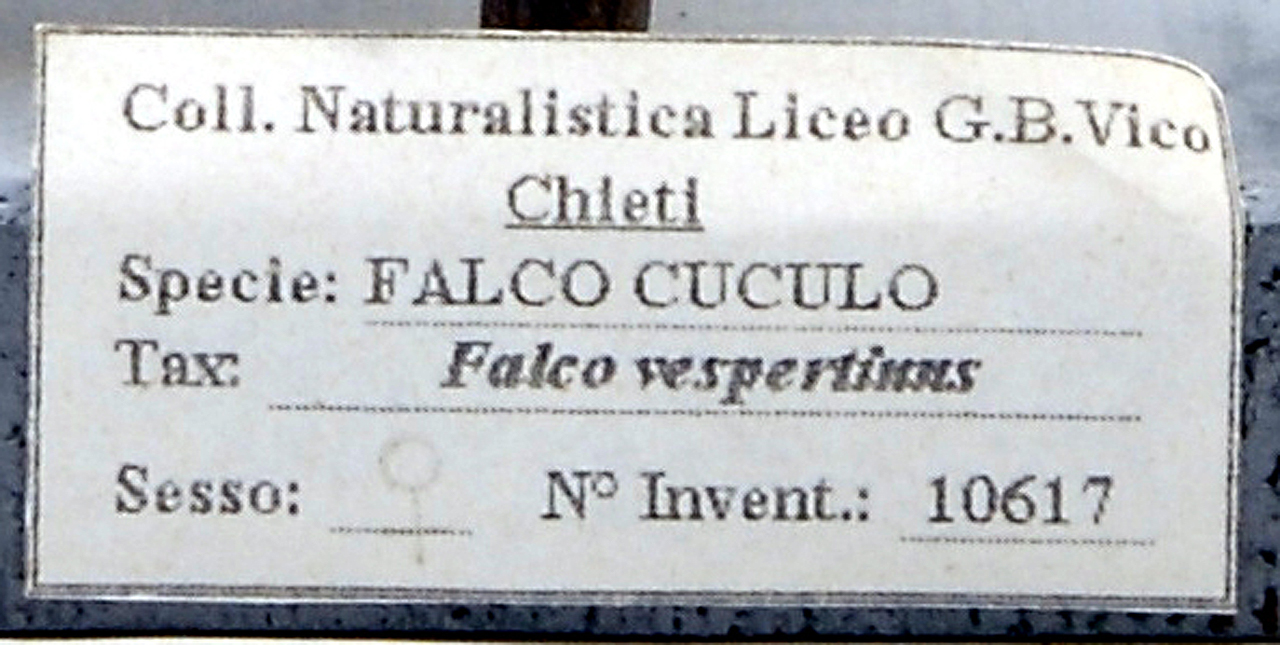 Coll. Naturalistica Liceo G.B.Vico
Chieti
Specie: FALCO CUCULO
Tax: Falco vespertinus
Sesso: ♀ N° Invent.: 10617